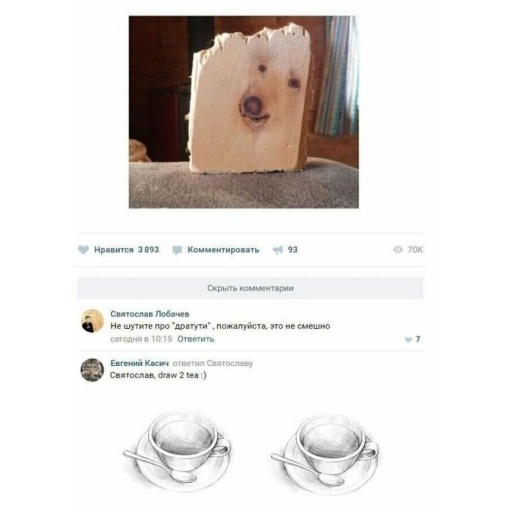 Нравится 3 893 Комментировать 93 70K
Скрыть комментарии
Святослав Лобачев
Не шутите про "дратути" , пожалуйста, это не смешно
сегодня в 10:15 Ответить 7
Евгений Касич ответил Святославу
Святослав, draw 2 tea :)